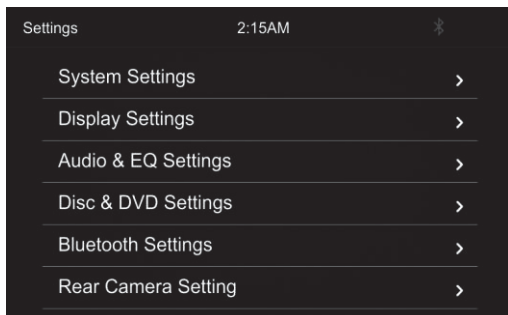 Settings 2:15AM
System Settings
Display Settings
Audio & EQ Settings
Disc & DVD Settings
Bluetooth Settings
Rear Camera Setting